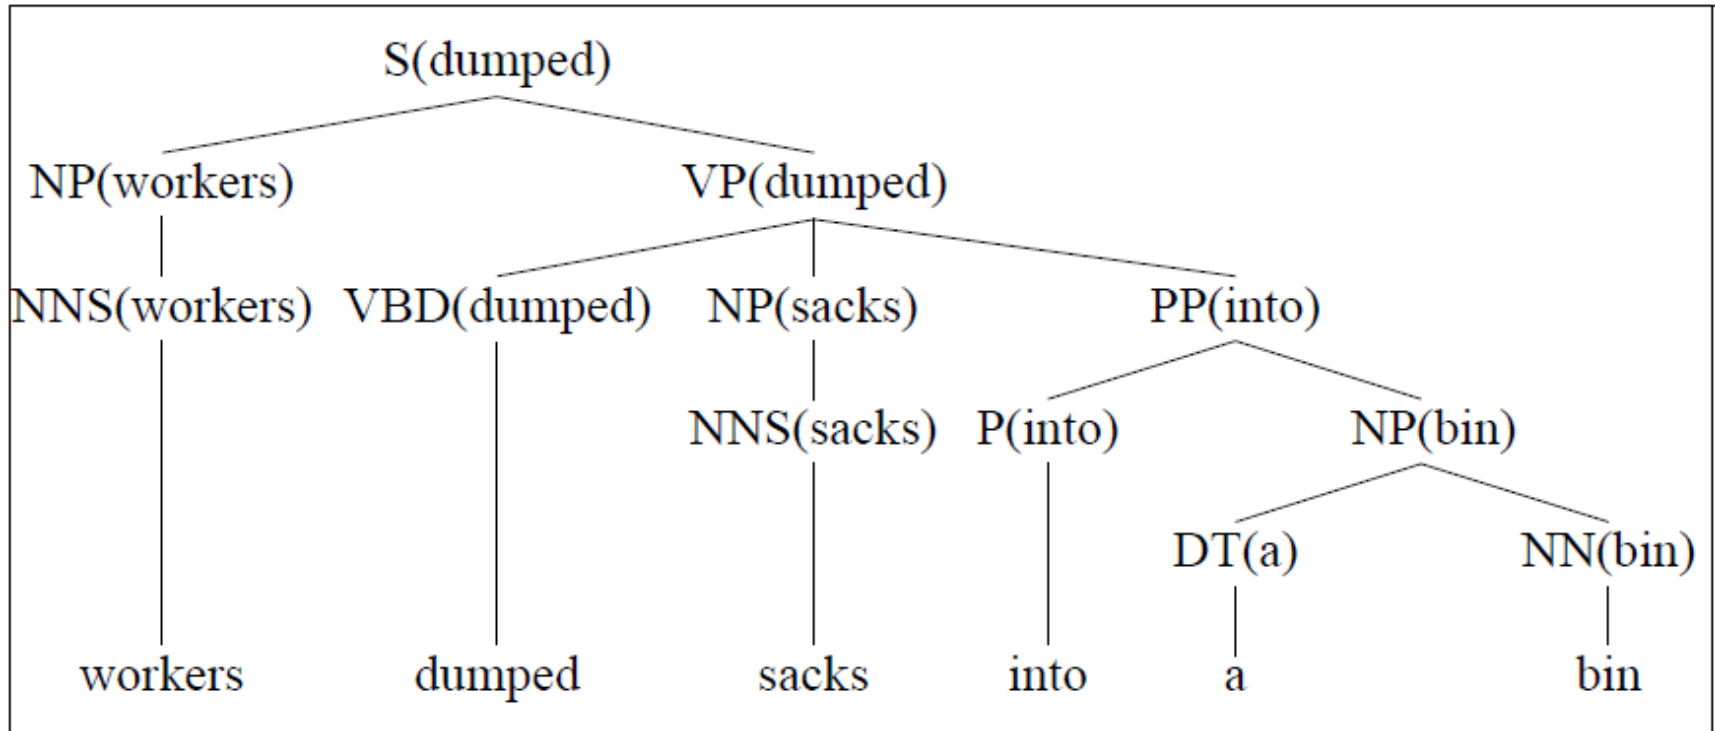 S(dumped)
NP(workers) VP(dumped)
NNS(workers) VBD(dumped) NP(sacks) PP(into)
NNS(sacks) P(into) NP(bin)
DT(a) NN(bin)
workers dumped sacks into a bin